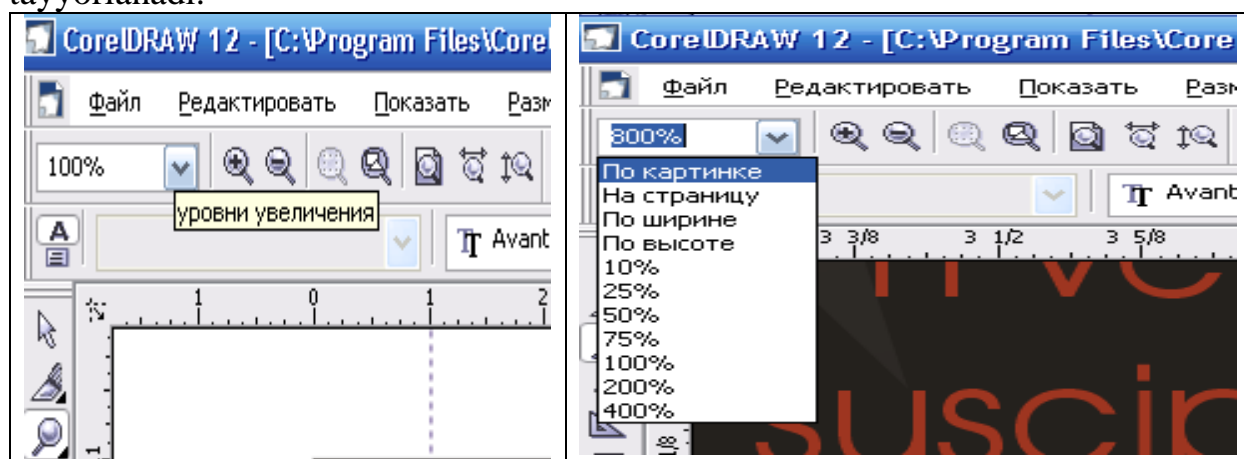 tayyorlanadi.
CorelDRAW 12 - [C:\Program Files\Corel
Файл Редактировать Показать Разм
100%
уровни увеличения
A
Avant
1 0 1 2
1
CorelDRAW 12 - [C:\Program Files\Core
Файл Редактировать Показать Разм
800%
По картинке
На страницу
По ширине
По высоте
10%
25%
50%
75%
100%
200%
400%
Avant
3 3/8 3 1/2 3 5/8
suscip